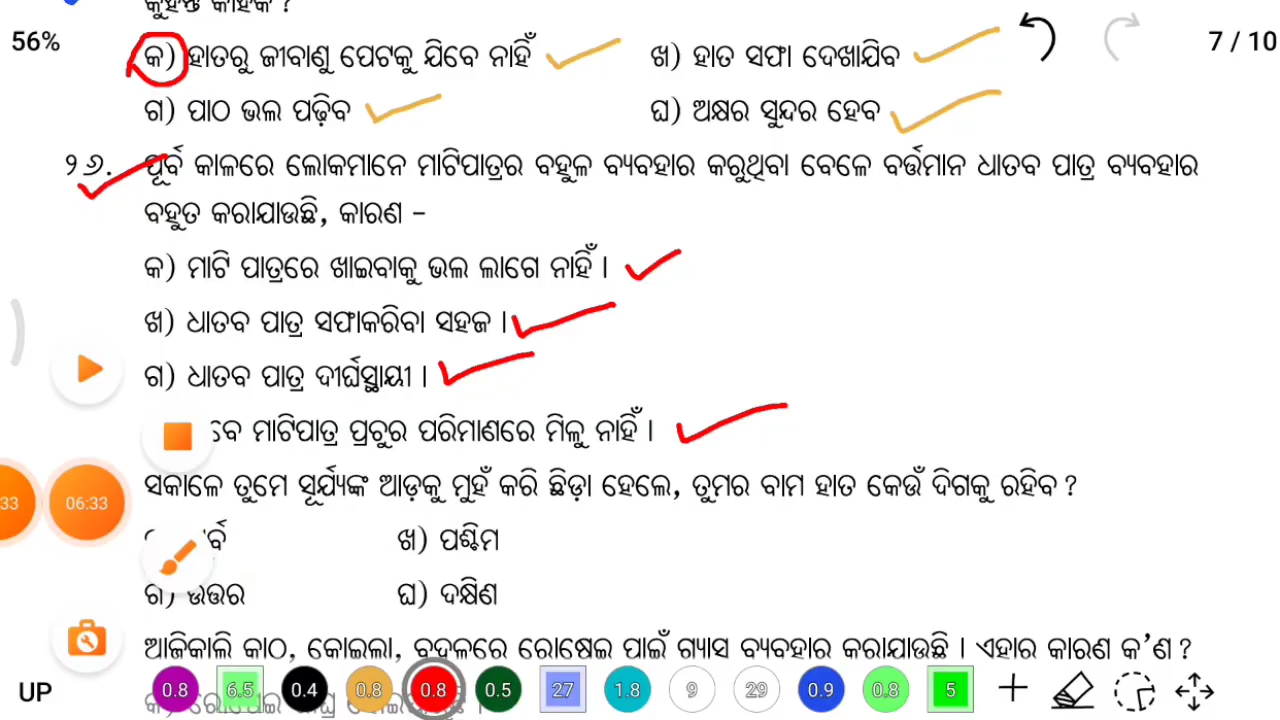 56%
7 / 10
କ) ହାତରୁ ଜୀବାଣୁ ପେଟକୁ ଯିବେ ନାହିଁ ଖ) ହାତ ସଫା ଦେଖାଯିବ
ଗ) ପାଠ ଭଲ ପଢ଼ିବ ଘ) ଅକ୍ଷର ସୁନ୍ଦର ହେବ
୨୬. ପୂର୍ବ କାଳରେ ଲୋକମାନେ ମାଟିପାତ୍ରର ବହୁଳ ବ୍ୟବହାର କରୁଥିବା ବେଳେ ବର୍ତ୍ତମାନ ଧାତବ ପାତ୍ର ବ୍ୟବହାର
ବହୁତ କରାଯାଉଛି, କାରଣ –
କ) ମାଟି ପାତ୍ରରେ ଖାଇବାକୁ ଭଲ ଲାଗେ ନାହିଁ ।
ଖ) ଧାତବ ପାତ୍ର ସଫାକରିବା ସହଜ ।
ଗ) ଧାତବ ପାତ୍ର ଦୀର୍ଘସ୍ଥାୟୀ ।
ମାଟିପାତ୍ର ପ୍ରଚୁର ପରିମାଣରେ ମିଳୁ ନାହିଁ ।
33
06:33
ସକାଳେ ତୁମେ ସୂର୍ଯ୍ୟଙ୍କ ଆଡ଼କୁ ମୁହଁ କରି ଛିଡ଼ା ହେଲେ, ତୁମର ବାମ ହାତ କେଉଁ ଦିଗକୁ ରହିବ ?
ଖ) ପଶ୍ଚିମ
ଗ) ଉତ୍ତର ଘ) ଦକ୍ଷିଣ
ଆଜିକାଲି କାଠ, କୋଇଲା, ବଦଳରେ ରୋଷେଇ ପାଇଁ ଗ୍ୟାସ ବ୍ୟବହାର କରାଯାଉଛି । ଏହାର କାରଣ କ'ଣ ?
UP 0.8 6.5 0.4 0.8 0.8 0.5 27 1.8 9 29 0.9 0.8 5